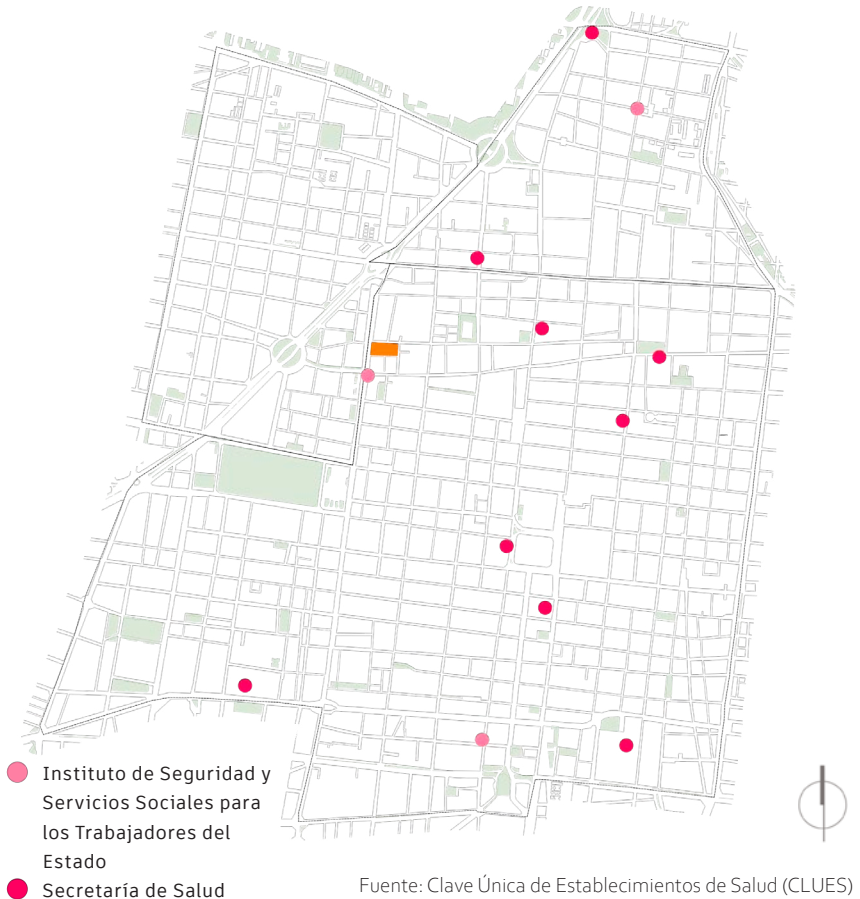 Instituto de Seguridad y
Servicios Sociales para
los Trabajadores del
Estado
Secretaría de Salud
Fuente: Clave Única de Establecimientos de Salud (CLUES)